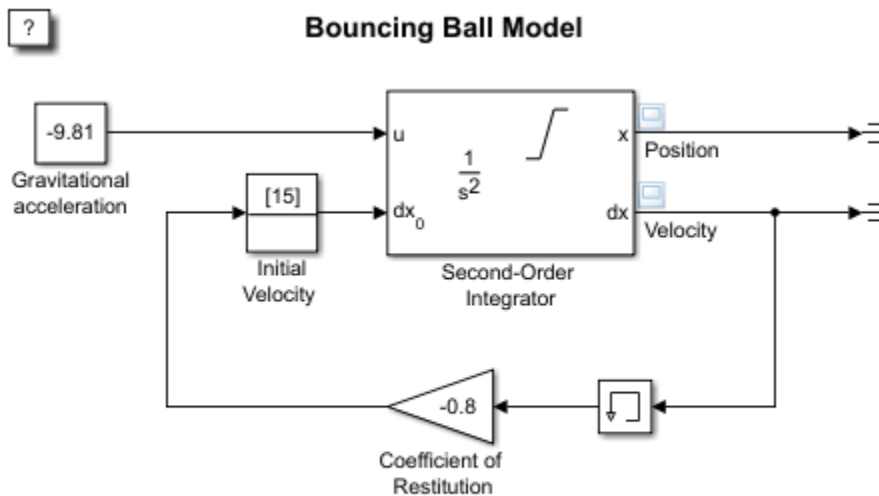 ?
Bouncing Ball Model
-9.81
Gravitational
acceleration
[15]
Initial
Velocity
u
dx0
1
s2
x
dx
Second-Order
Integrator
Position
Velocity
-0.8
Coefficient of
Restitution